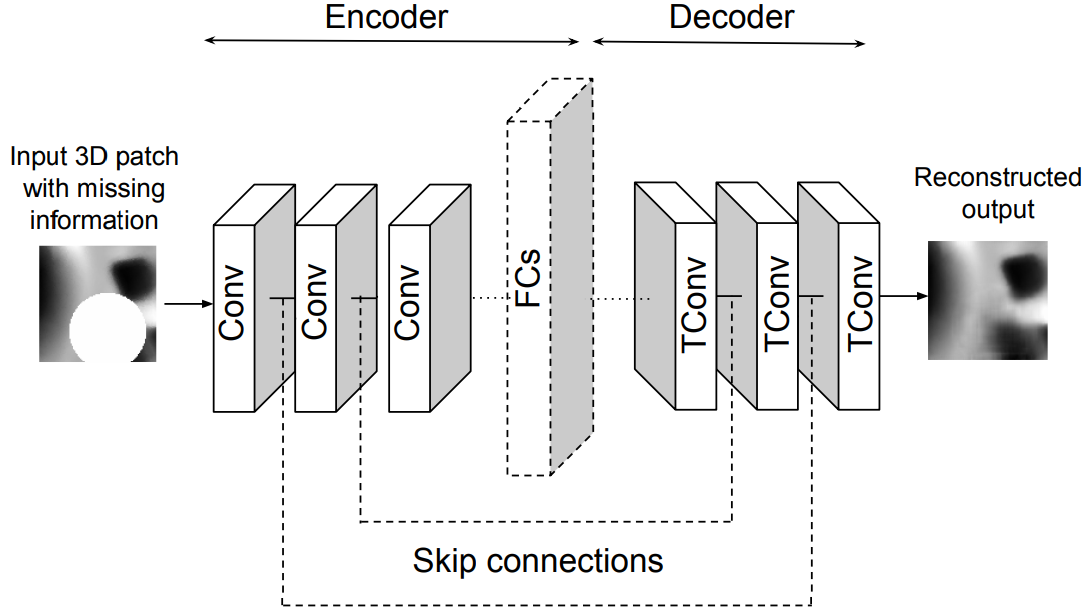 Encoder
Decoder
Input 3D patch
with missing
information
Reconstructed
output
Conv
Conv
Conv
FCs
TConv
TConv
TConv
Skip connections